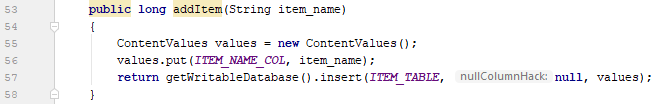 53 public long addItem(String item_name)
54 {
55 ContentValues values = new ContentValues();
56 values.put(ITEM_NAME_COL, item_name);
57 return getWritableDatabase().insert(ITEM_TABLE, nullColumnHack: null, values);
58 }